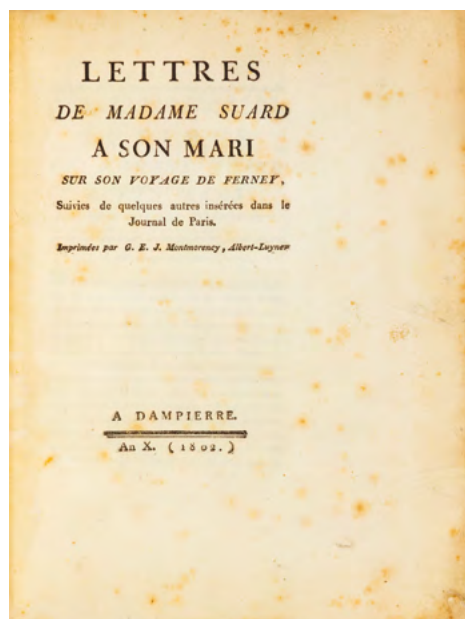 LETTRES
DE MADAME SUARD
A SON MARI
SUR SON VOYAGE DE FERNEY,
Suivies de quelques autres insérées dans le
Journal de Paris.
Imprimées par G. E. J. Montmorency, Albert-Luynes
A DAMPIERRE.
An X. (1802.)